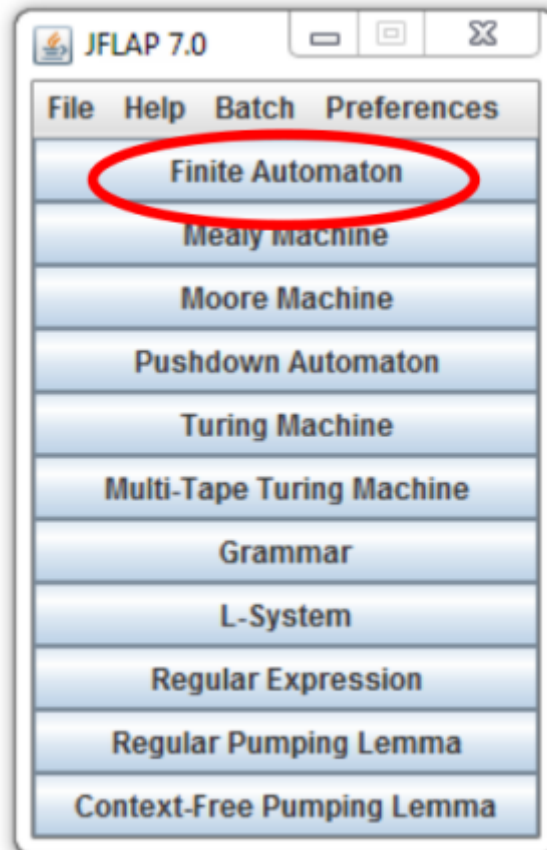 JFLAP 7.0
File Help Batch Preferences
Finite Automaton
Mealy Machine
Moore Machine
Pushdown Automaton
Turing Machine
Multi-Tape Turing Machine
Grammar
L-System
Regular Expression
Regular Pumping Lemma
Context-Free Pumping Lemma